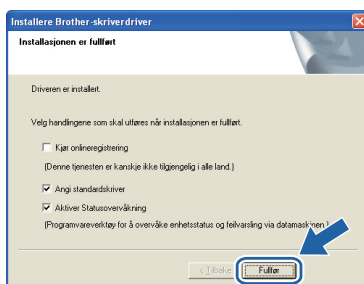 Installere Brother-skriverdriver
Installasjonen er fullført
Driveren er installert.
Velg handlingene som skal utføres når installasjonen er fullført.
Kjør onlineregistrering
(Denne tjenesten er kanskje ikke tilgjengelig i alle land.)
Angi standardskriver
Aktiver Statusovervåkning
(Programvareverktøy for å overvåke enhetsstatus og feilvarsling via datamaskinen.)
< Tilbake
Fullfør